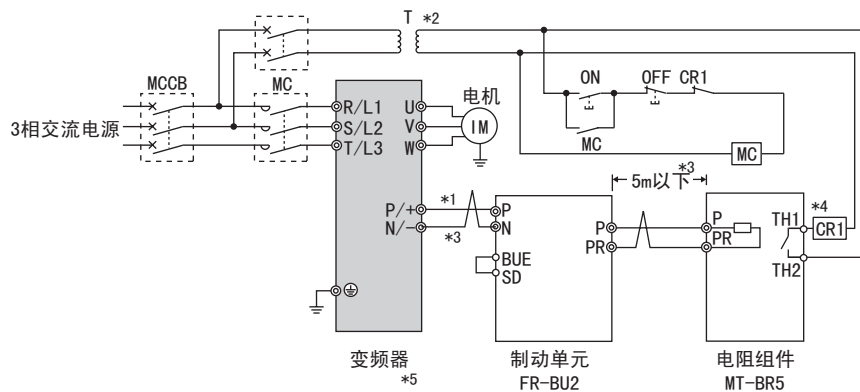 T *2
MCCB
MC
ON
OFF
CR1
MC
MC
3相交流电源
R/L1
S/L2
T/L3
U
V
W
电机
IM
5m以下
*3
P/+
N/-
*1
*3
P
N
BUE
SD
P
PR
P
PR
TH1
*4
CR1
TH2
变频器
*5
制动单元
FR-BU2
电阻组件
MT-BR5